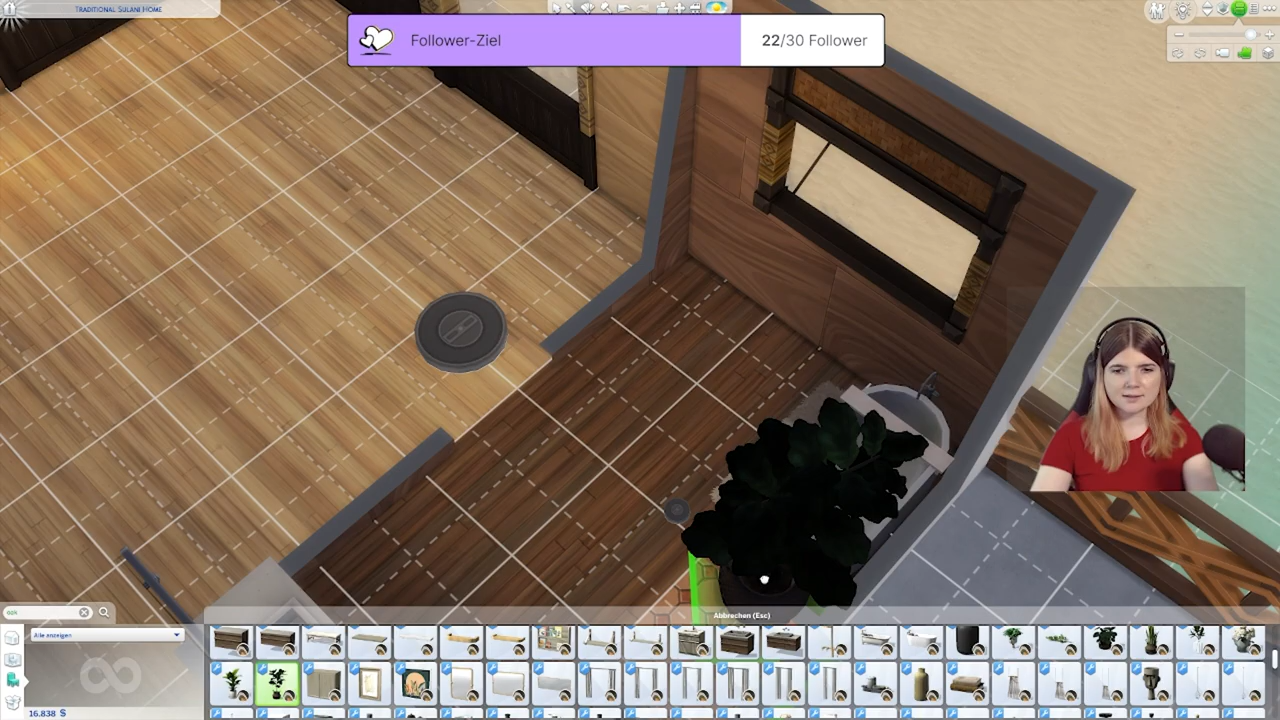 TRADITIONAL SULANI HOME
Follower-Ziel
22/30 Follower
Abbrechen (Esc)
Alle anzeigen
16.838 $